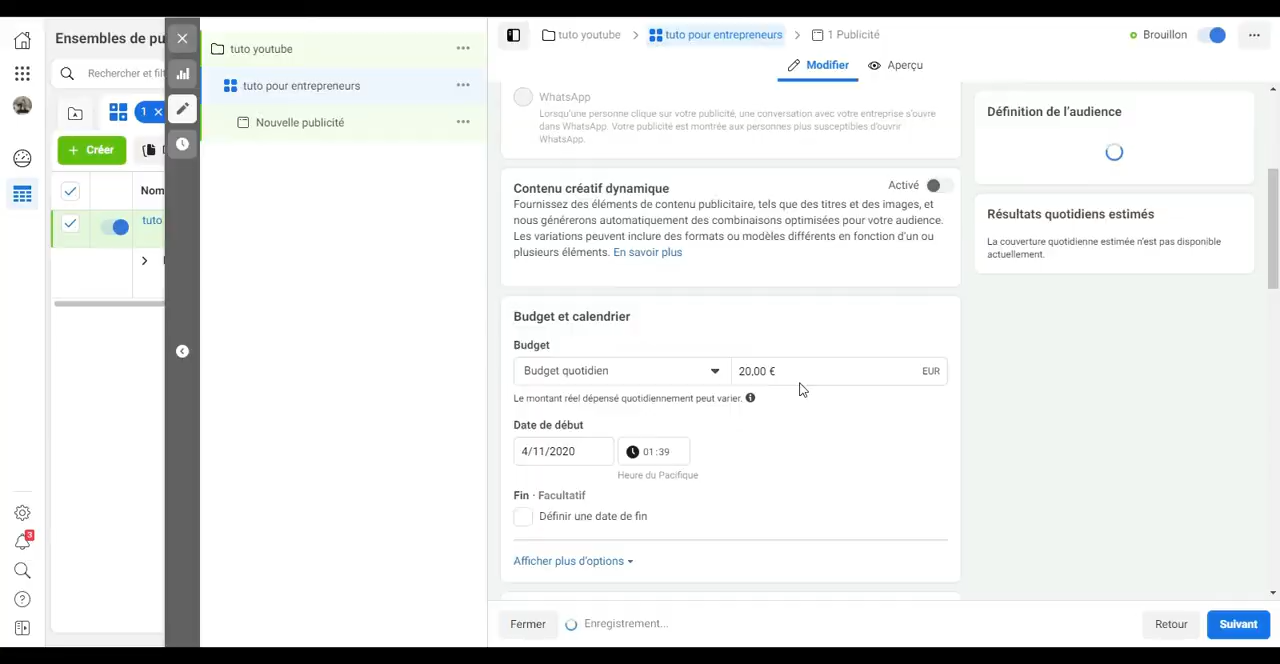 Ensembles de pu
Rechercher et filt
1 ×
+ Créer
Nom
tuto
tuto youtube
tuto pour entrepreneurs
Nouvelle publicité
tuto youtube > tuto pour entrepreneurs > 1 Publicité
Brouillon
Modifier
Aperçu
WhatsApp
Lorsqu'une personne clique sur votre publicité, une conversation avec votre entreprise s'ouvre
dans WhatsApp. Votre publicité est montrée aux personnes plus susceptibles d'ouvrir
WhatsApp.
Contenu créatif dynamique
Activé
Fournissez des éléments de contenu publicitaire, tels que des titres et des images, et
nous générerons automatiquement des combinaisons optimisées pour votre audience.
Les variations peuvent inclure des formats ou modèles différents en fonction d'un ou
plusieurs éléments. En savoir plus
Budget et calendrier
Budget
Budget quotidien
20,00 €
EUR
Le montant réel dépensé quotidiennement peut varier.
Date de début
4/11/2020
01:39
Heure du Pacifique
Fin · Facultatif
Définir une date de fin
Afficher plus d'options
Définition de l'audience
Résultats quotidiens estimés
La couverture quotidienne estimée n'est pas disponible
actuellement.
3
Fermer
Enregistrement...
Retour
Suivant